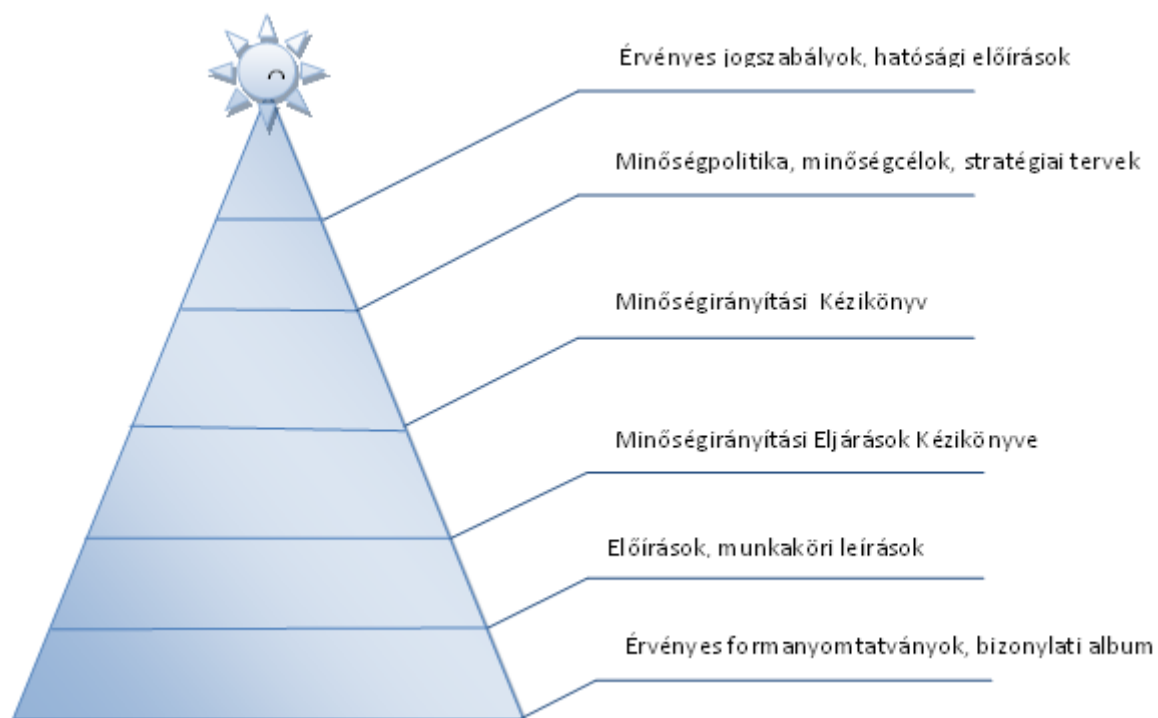 Érvényes jogszabályok, hatósági előírások
Minőségpolitika, minőségcélok, stratégiai tervek
Minőségirányítási Kézikönyv
Minőségirányítási Eljárások Kézikönyve
Előírások, munkaköri leírások
Érvényes formanyomtatványok, bizonylati album